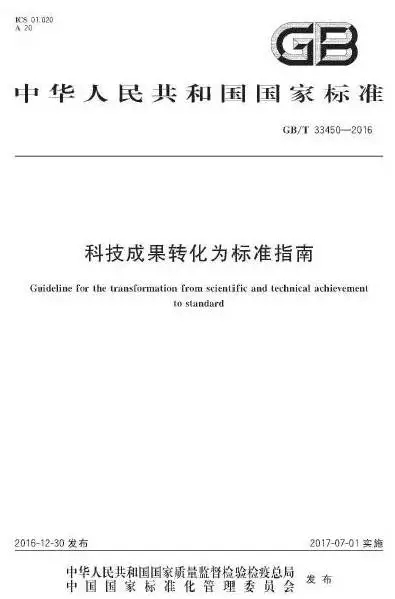 ICS 01.020
A 20
GB
中华人民共和国国家标准
GB/T 33450—2016
科技成果转化为标准指南
Guideline for the transformation from scientific and technical achievement
to standard
2016-12-30 发布
2017-07-01 实施
中华人民共和国国家质量监督检验检疫总局
中国国家标准化管理委员会
发布